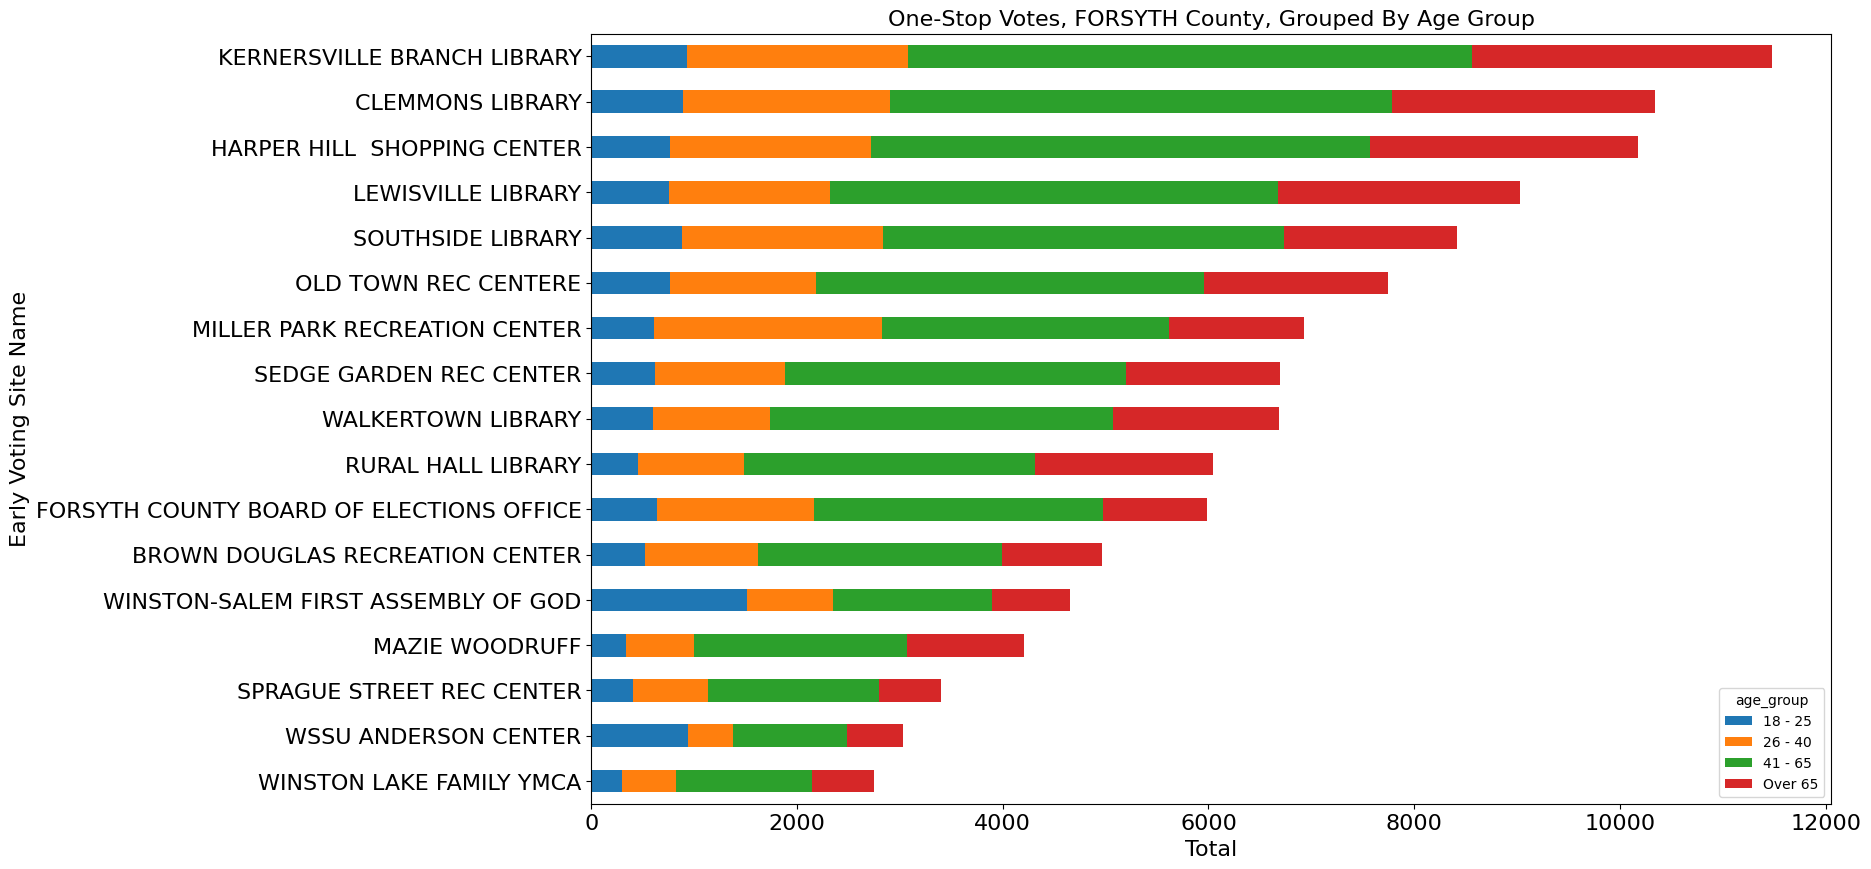 One-Stop Votes, FORSYTH County, Grouped By Age Group
Early Voting Site Name
KERNERSVILLE BRANCH LIBRARY
CLEMMONS LIBRARY
HARPER HILL  SHOPPING CENTER
LEWISVILLE LIBRARY
SOUTHSIDE LIBRARY
OLD TOWN REC CENTERE
MILLER PARK RECREATION CENTER
SEDGE GARDEN REC CENTER
WALKERTOWN LIBRARY
RURAL HALL LIBRARY
FORSYTH COUNTY BOARD OF ELECTIONS OFFICE
BROWN DOUGLAS RECREATION CENTER
WINSTON-SALEM FIRST ASSEMBLY OF GOD
MAZIE WOODRUFF
SPRAGUE STREET REC CENTER
WSSU ANDERSON CENTER
WINSTON LAKE FAMILY YMCA
age_group
18 - 25
26 - 40
41 - 65
Over 65
0 2000 4000 6000 8000 10000 12000
Total